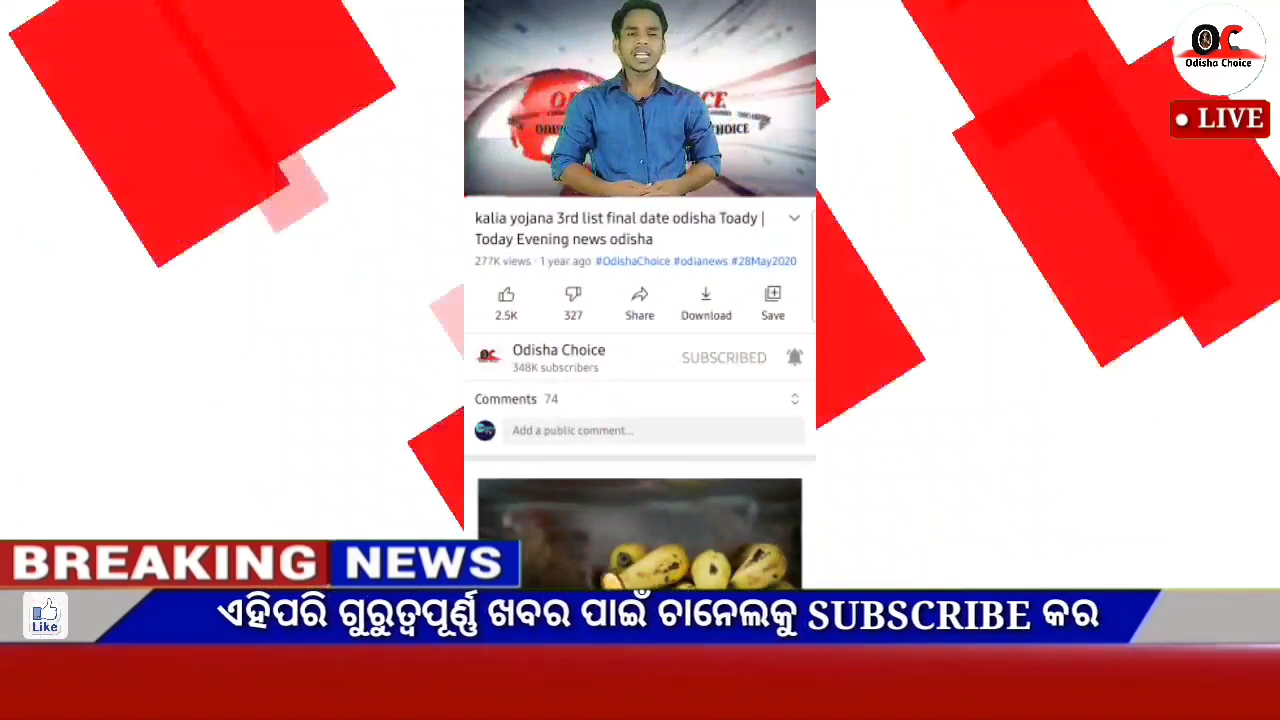 OC
Odisha Choice
LIVE
kalia yojana 3rd list final date odisha Toady |
Today Evening news odisha
277K views · 1 year ago #OdishaChoice #odianews #28May2020
2.5K 327 Share Download Save
Odisha Choice
348K subscribers
SUBSCRIBED
Comments 74
Add a public comment...
BREAKING NEWS
Like
ଏହିପରି ଗୁରୁତ୍ୱପୂର୍ଣ୍ଣ ଖବର ପାଇଁ ଚାନେଲକୁ SUBSCRIBE କର